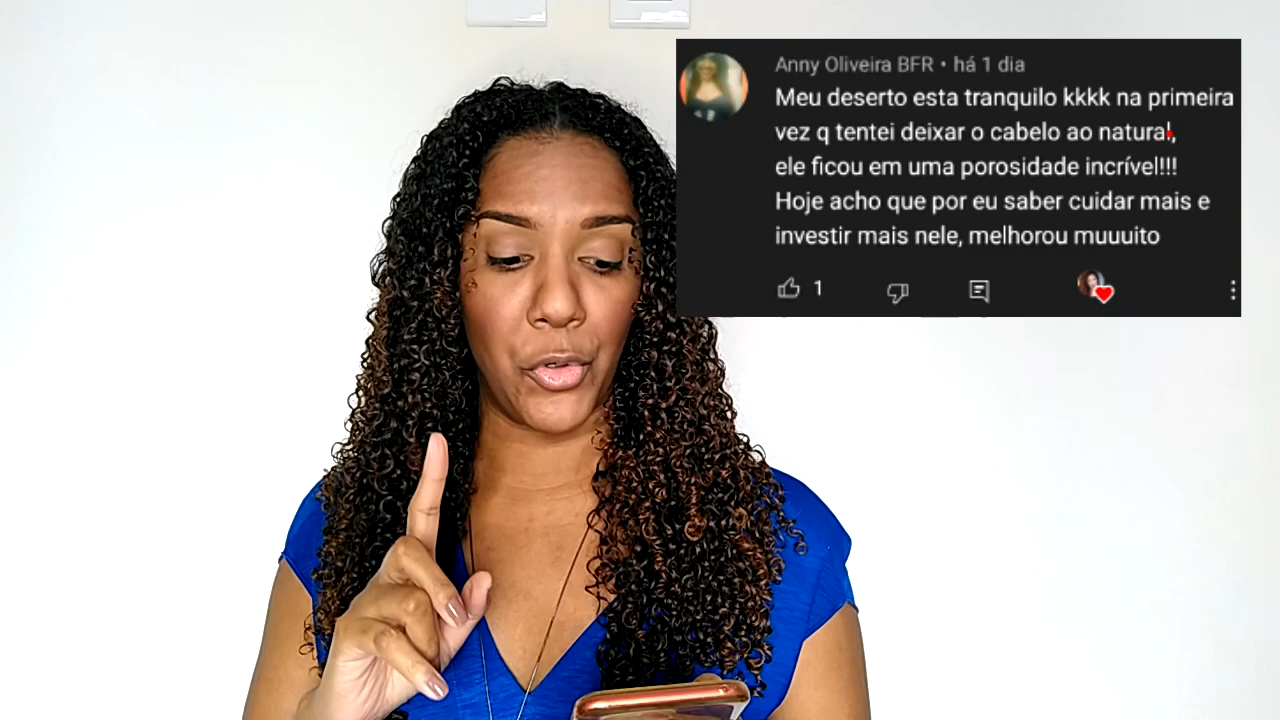 Anny Oliveira BFR • há 1 dia
Meu deserto esta tranquilo kkkk na primeira
vez q tentei deixar o cabelo ao natural,
ele ficou em uma porosidade incrível!!!
Hoje acho que por eu saber cuidar mais e
investir mais nele, melhorou muuuito
1